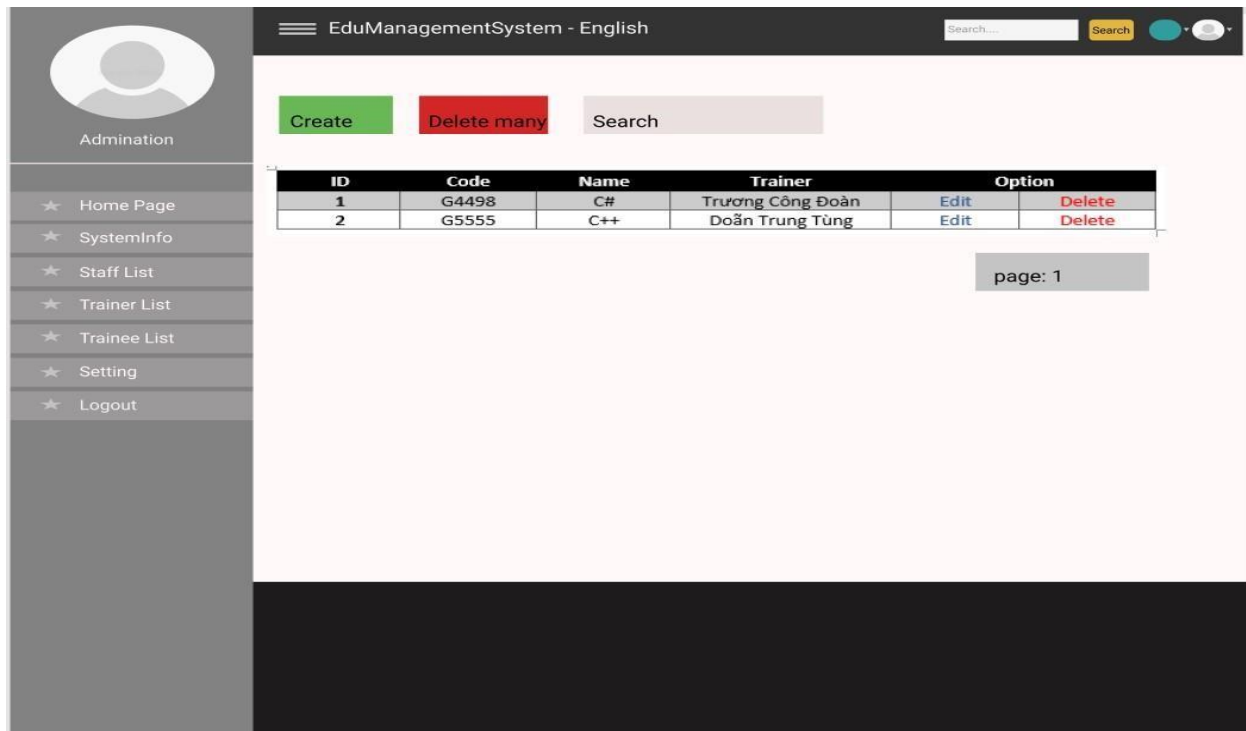 EduManagementSystem - English
Search....
Search
Admination
Home Page
SystemInfo
Staff List
Trainer List
Trainee List
Setting
Logout
Create
Delete many
Search
ID Code Name Trainer Option
1 G4498 C# Trương Công Đoàn Edit Delete
2 G5555 C++ Doãn Trung Tùng Edit Delete
page: 1